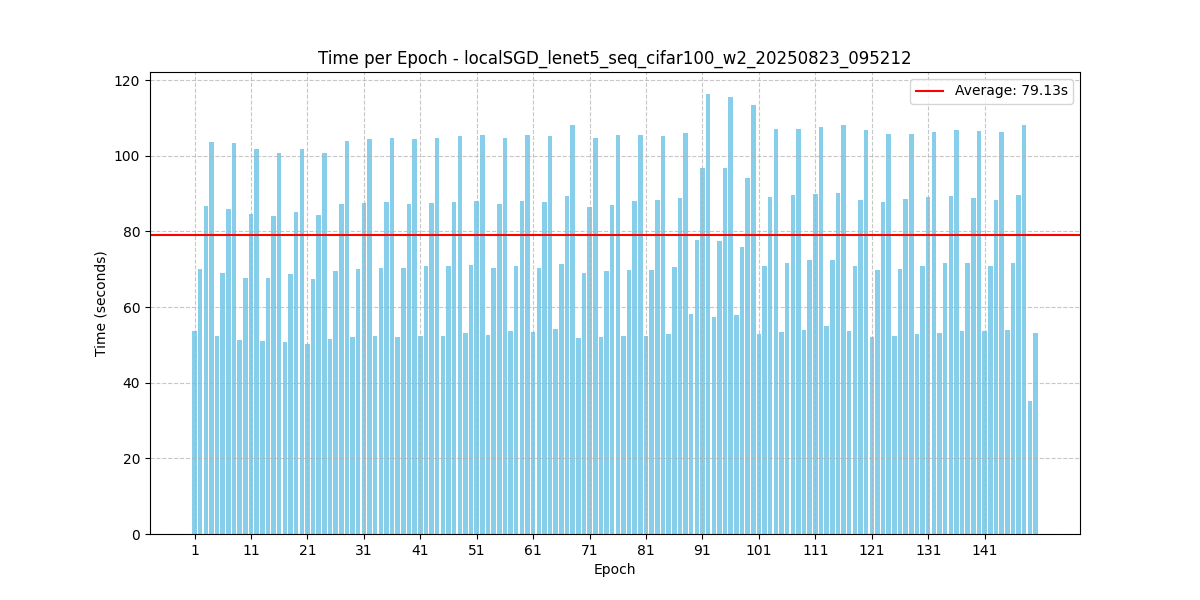 Time per Epoch - localSGD_lenet5_seq_cifar100_w2_20250823_095212
Average: 79.13s
120
100
80
60
40
20
0
Time (seconds)
1 11 21 31 41 51 61 71 81 91 101 111 121 131 141
Epoch